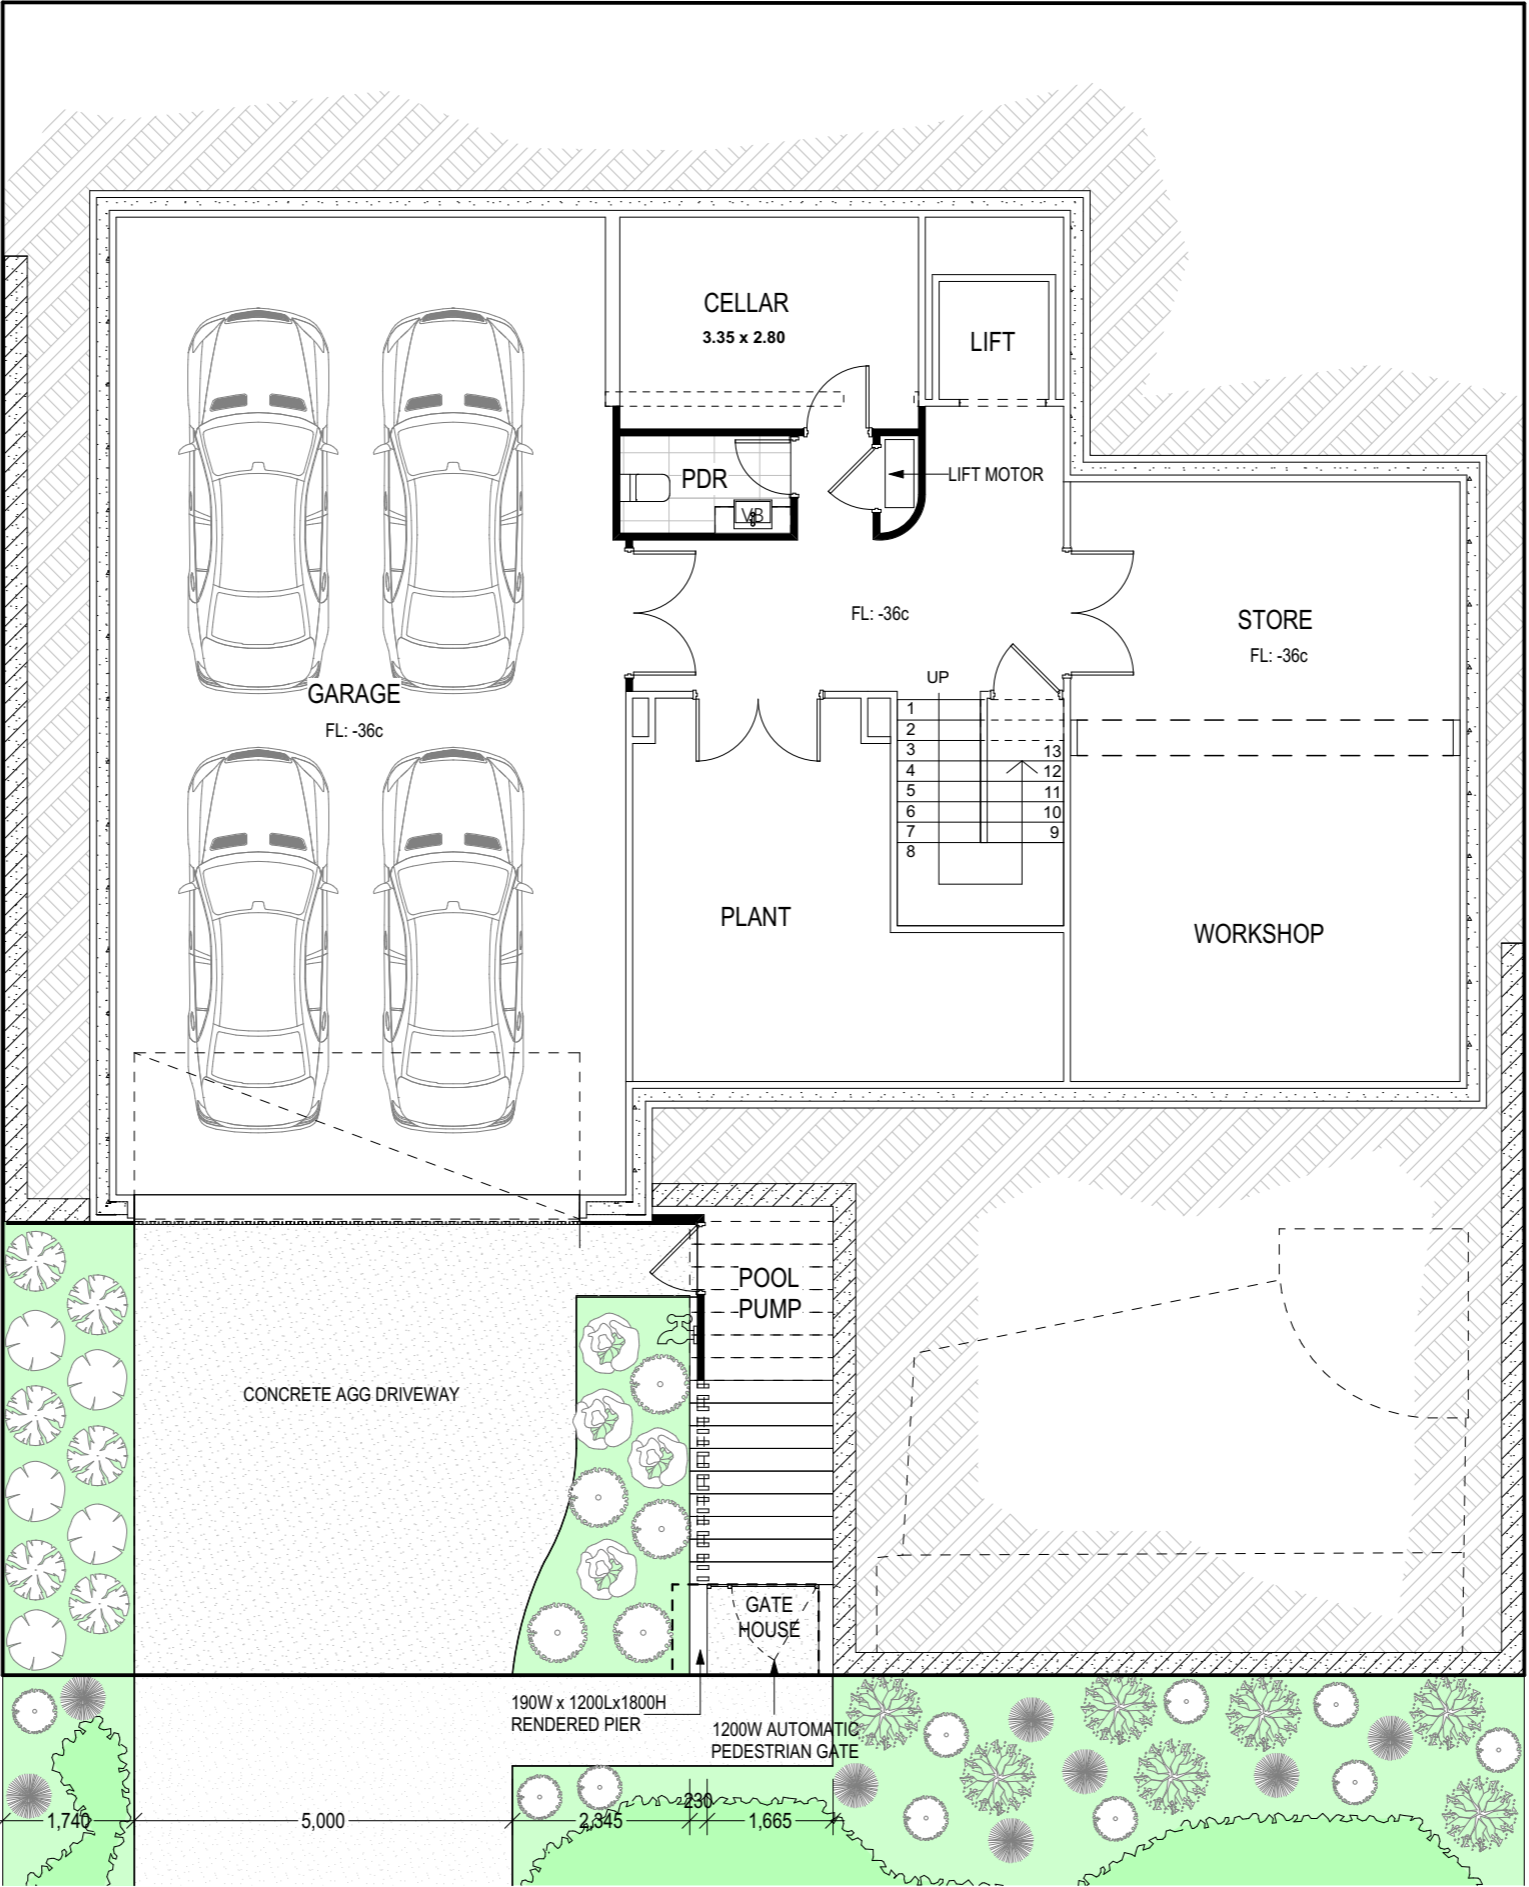 CELLAR
3.35 x 2.80
LIFT
PDR
VB
LIFT MOTOR
FL: -36c
STORE
FL: -36c
UP
GARAGE
FL: -36c
1
2
3
4
5
6
7
8
13
12
11
10
9
PLANT
WORKSHOP
POOL
PUMP
CONCRETE AGG DRIVEWAY
GATE
HOUSE
190W x 1200Lx1800H
RENDERED PIER
1200W AUTOMATIC
PEDESTRIAN GATE
1,740
5,000
2,345
230
1,665